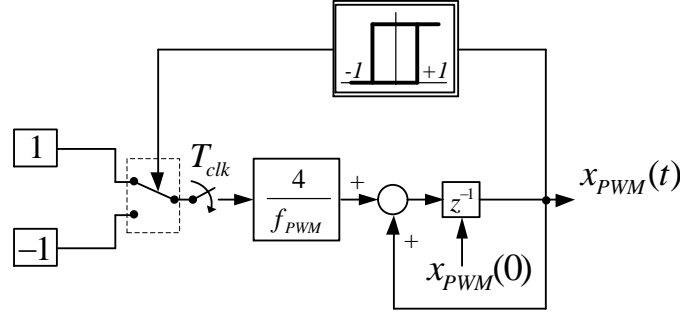 -1 +1
1
T_clk
4
f_PWM
+
z⁻¹
x_PWM(t)
−1
+
x_PWM(0)